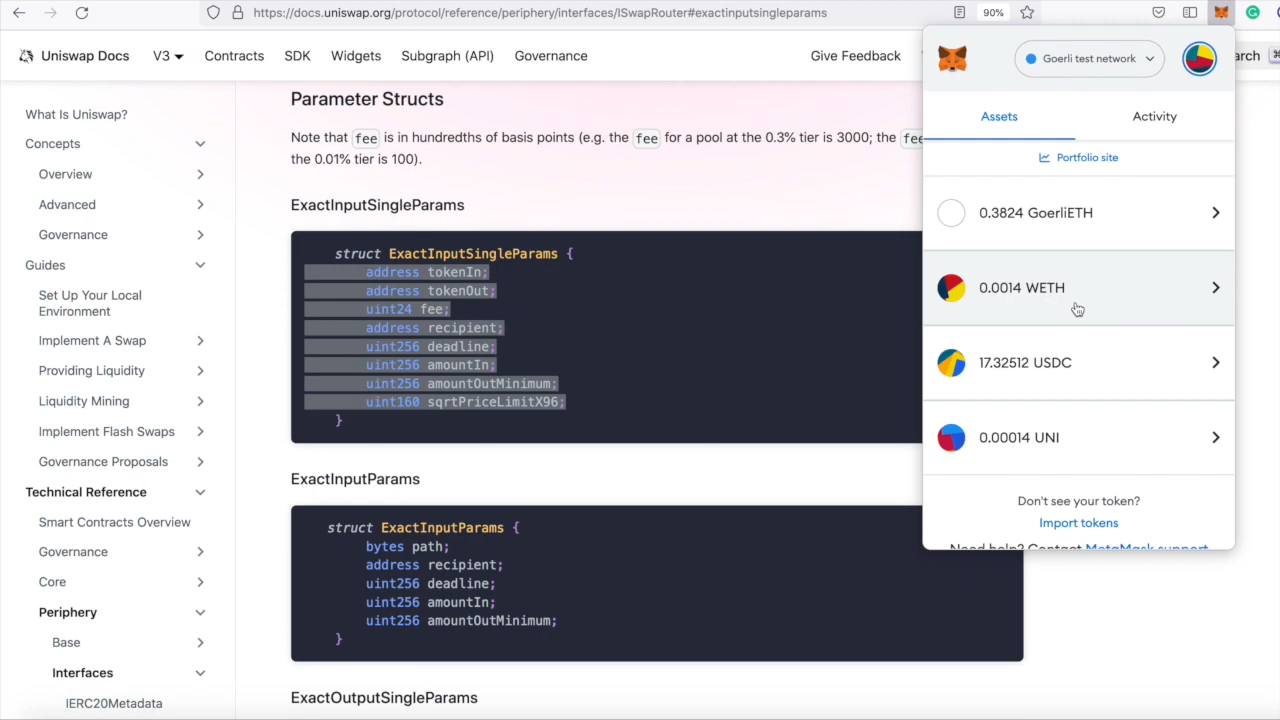 https://docs.uniswap.org/protocol/reference/periphery/interfaces/ISwapRouter#exactinputsingleparams
90%
Uniswap Docs
V3
Contracts
SDK
Widgets
Subgraph (API)
Governance
Give Feedback
arch
What Is Uniswap?
Concepts
Overview
Advanced
Governance
Guides
Set Up Your Local
Environment
Implement A Swap
Providing Liquidity
Liquidity Mining
Implement Flash Swaps
Governance Proposals
Technical Reference
Smart Contracts Overview
Governance
Core
Periphery
Base
Interfaces
IERC20Metadata
Parameter Structs
Note that fee is in hundredths of basis points (e.g. the fee for a pool at the 0.3% tier is 3000; the fee
the 0.01% tier is 100).
ExactInputSingleParams
struct ExactInputSingleParams {
address tokenIn;
address tokenOut;
uint24 fee;
address recipient;
uint256 deadline;
uint256 amountIn;
uint256 amountOutMinimum;
uint160 sqrtPriceLimitX96;
}
ExactInputParams
struct ExactInputParams {
bytes path;
address recipient;
uint256 deadline;
uint256 amountIn;
uint256 amountOutMinimum;
}
ExactOutputSingleParams
Goerli test network
Assets
Activity
Portfolio site
0.3824 GoerliETH
0.0014 WETH
17.32512 USDC
0.00014 UNI
Don't see your token?
Import tokens
Need help? Contact MetaMask support